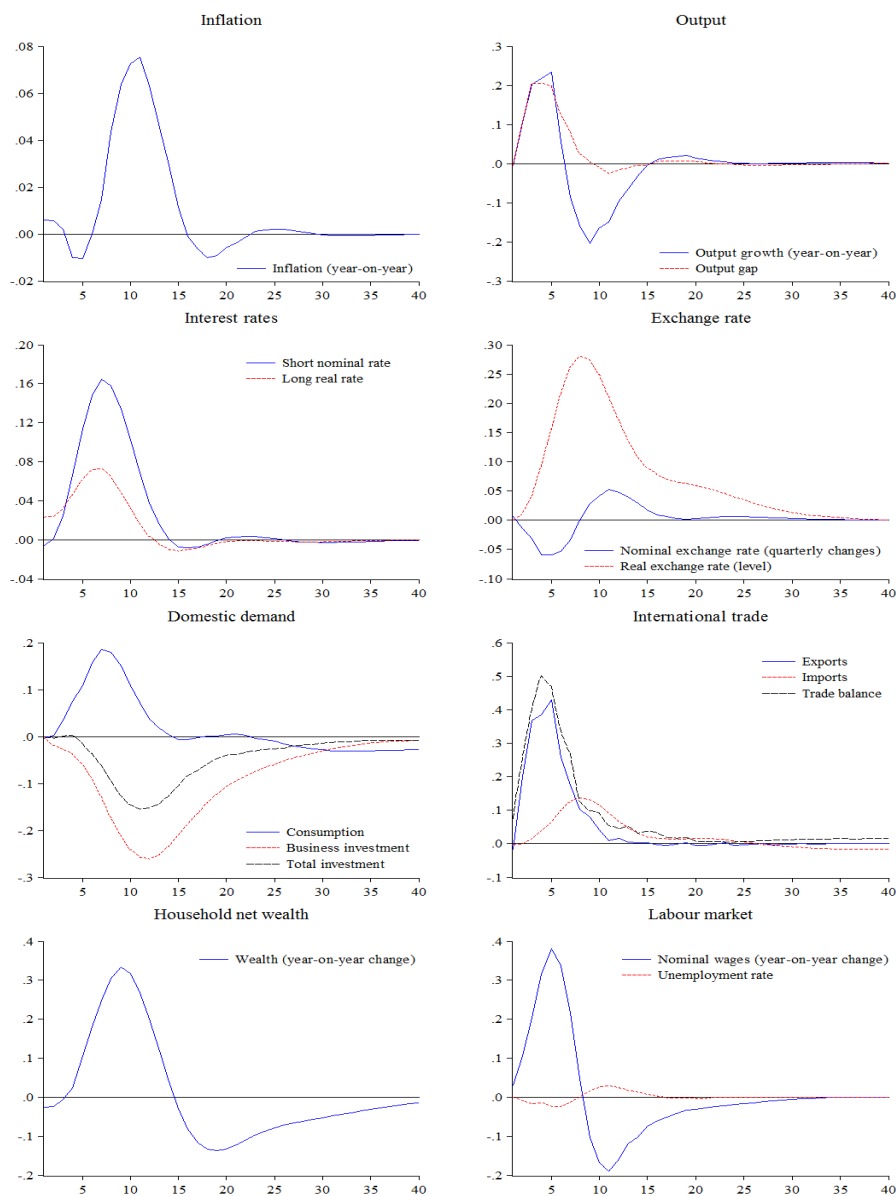 Inflation
.08
.06
.04
.02
.00
-.02
5 10 15 20 25 30 35 40
Inflation (year-on-year)
Output
.3
.2
.1
.0
-.1
-.2
-.3
5 10 15 20 25 30 35 40
Output growth (year-on-year)
Output gap
Interest rates
.20
.16
.12
.08
.04
.00
-.04
5 10 15 20 25 30 35 40
Short nominal rate
Long real rate
Exchange rate
.30
.25
.20
.15
.10
.05
.00
-.05
-.10
5 10 15 20 25 30 35 40
Nominal exchange rate (quarterly changes)
Real exchange rate (level)
Domestic demand
.2
.1
.0
-.1
-.2
-.3
5 10 15 20 25 30 35 40
Consumption
Business investment
Total investment
International trade
.6
.5
.4
.3
.2
.1
.0
-.1
5 10 15 20 25 30 35 40
Exports
Imports
Trade balance
Household net wealth
.4
.3
.2
.1
.0
-.1
-.2
5 10 15 20 25 30 35 40
Wealth (year-on-year change)
Labour market
.4
.3
.2
.1
.0
-.1
-.2
5 10 15 20 25 30 35 40
Nominal wages (year-on-year change)
Unemployment rate